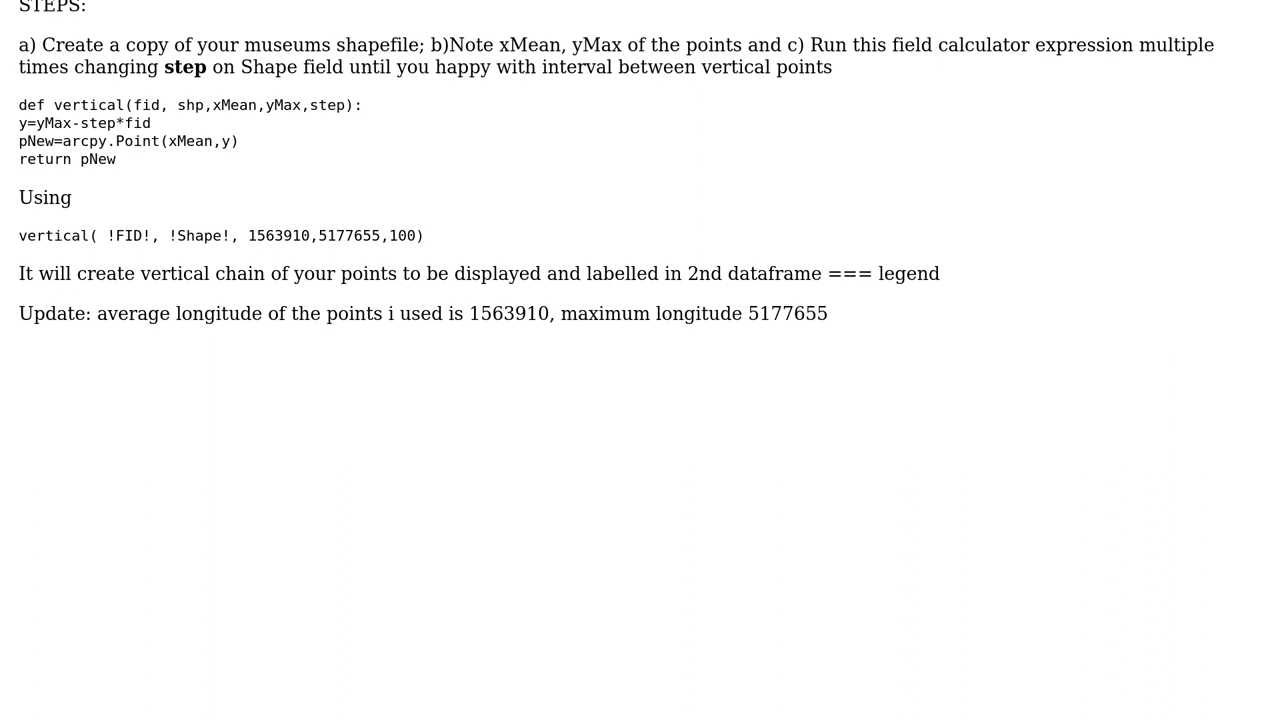 STEPS:
a) Create a copy of your museums shapefile; b)Note xMean, yMax of the points and c) Run this field calculator expression multiple
times changing step on Shape field until you happy with interval between vertical points
def vertical(fid, shp,xMean,yMax,step):
y=yMax-step*fid
pNew=arcpy.Point(xMean,y)
return pNew
Using
vertical( !FID!, !Shape!, 1563910,5177655,100)
It will create vertical chain of your points to be displayed and labelled in 2nd dataframe === legend
Update: average longitude of the points i used is 1563910, maximum longitude 5177655